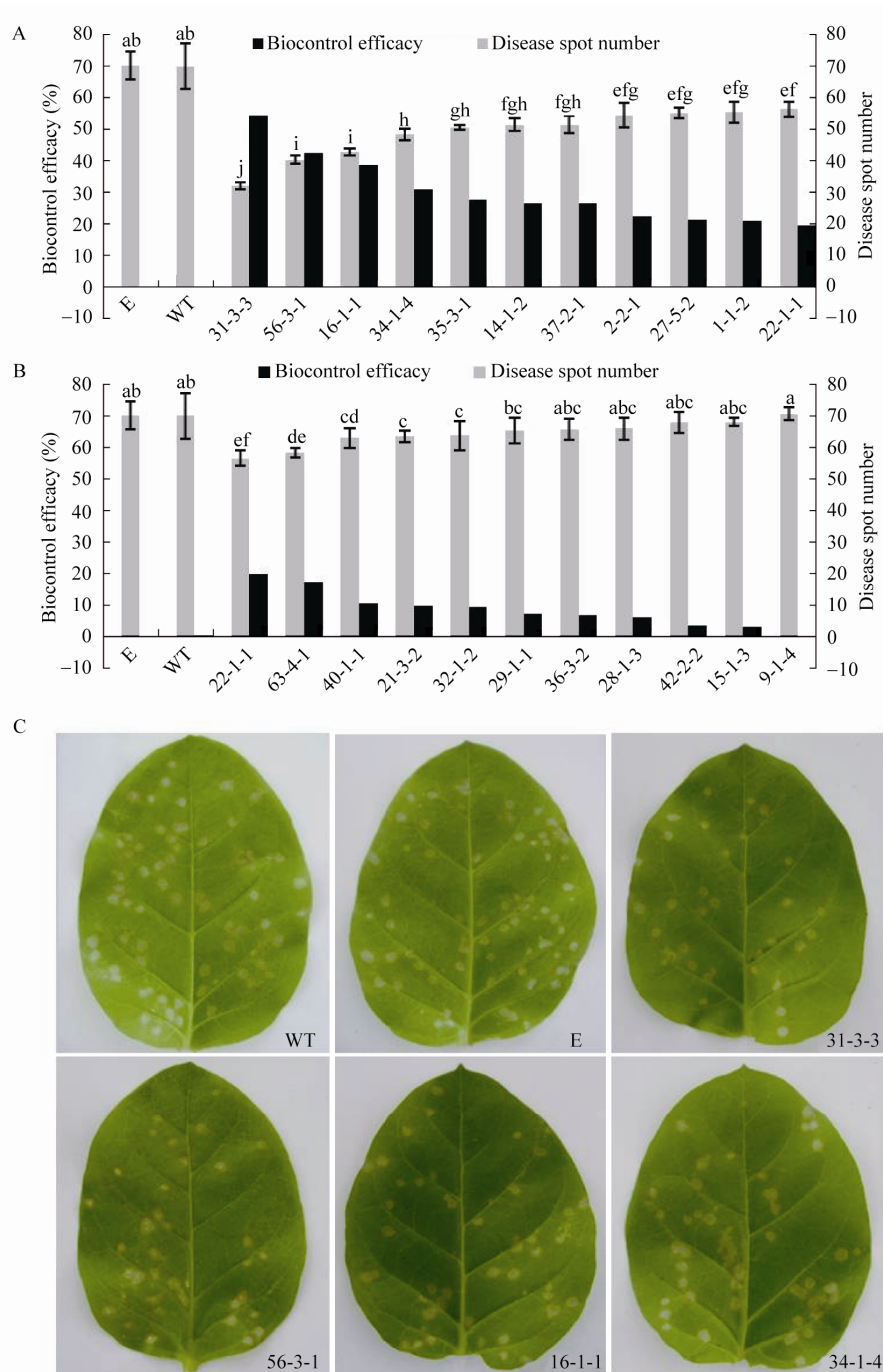 A
Biocontrol efficacy (%)
80
70
60
50
40
30
20
10
0
−10
Biocontrol efficacy
Disease spot number
ab
ab
j
i
i
h
gh
fgh
fgh
efg
efg
efg
ef
80
70
60
50
40
30
20
10
0
−10
Disease spot number
E
WT
31-3-3
56-3-1
16-1-1
34-1-4
35-3-1
14-1-2
37-2-1
2-2-1
27-5-2
1-1-2
22-1-1
B
Biocontrol efficacy (%)
80
70
60
50
40
30
20
10
0
−10
Biocontrol efficacy
Disease spot number
ab
ab
ef
de
cd
c
c
bc
abc
abc
abc
abc
a
80
70
60
50
40
30
20
10
0
−10
Disease spot number
E
WT
22-1-1
63-4-1
40-1-1
21-3-2
32-1-2
29-1-1
36-3-2
28-1-3
42-2-2
15-1-3
9-1-4
C
WT
E
31-3-3
56-3-1
16-1-1
34-1-4